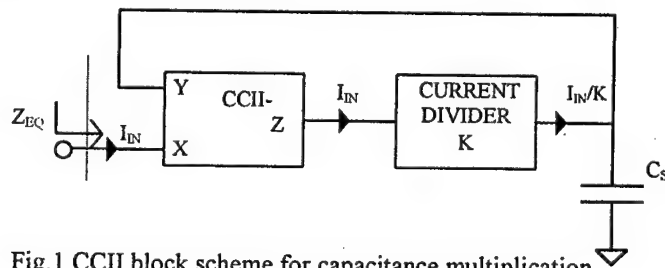 Y
CCII-
Z
X
Z_EQ
I_IN
I_IN
CURRENT
DIVIDER
K
I_IN/K
C_S
Fig.1 CCII block scheme for capacitance multiplication